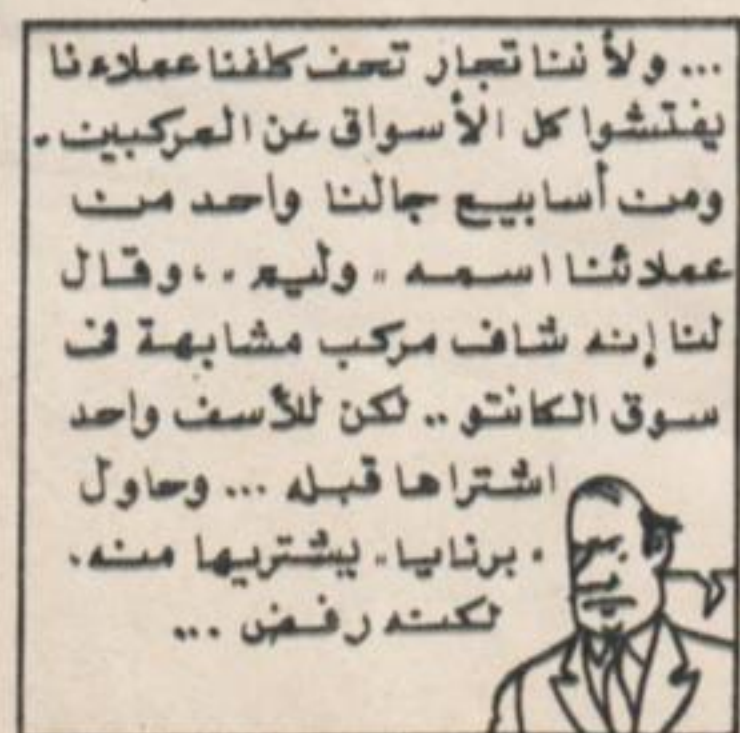 ... ولأننا تجار تحف كلفنا عملاءنا
يفتشوا كل الأسواق عن المركبين.
ومن أسابيع جالنا واحد من
عملائنا اسمه "وليم"، وقال
لنا إنه شاف مركب مشابهة فى
سوق الكانتو.. لكن للأسف واحد
اشتراها قبله ... وحاول
"برنابا" يشتريها منه،
لكنه رفض ...